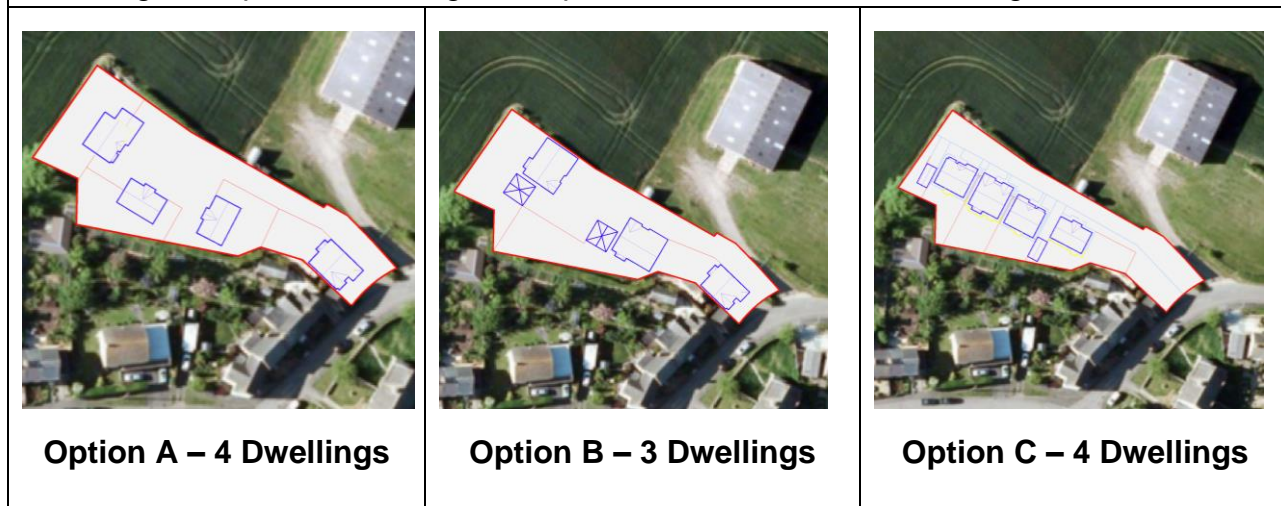 Option A – 4 Dwellings
Option B – 3 Dwellings
Option C – 4 Dwellings